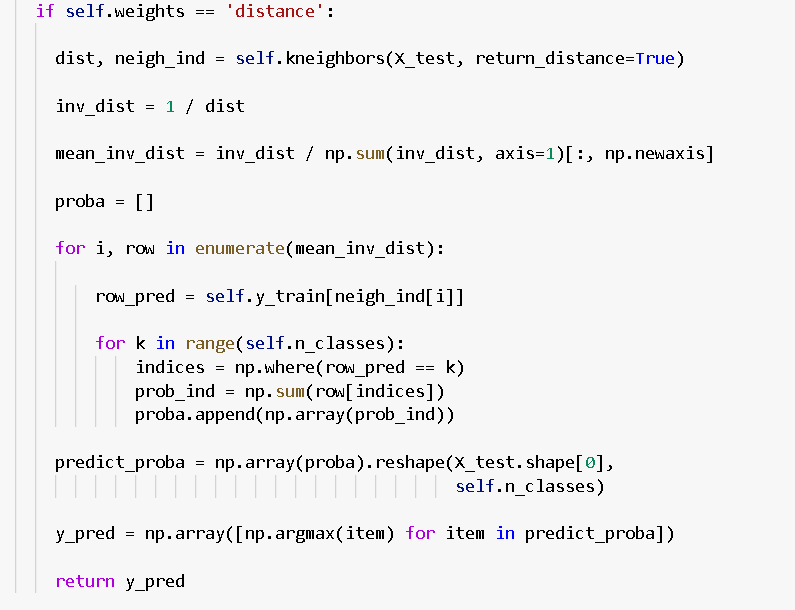 if self.weights == 'distance':
dist, neigh_ind = self.kneighbors(X_test, return_distance=True)
inv_dist = 1 / dist
mean_inv_dist = inv_dist / np.sum(inv_dist, axis=1)[:, np.newaxis]
proba = []
for i, row in enumerate(mean_inv_dist):
row_pred = self.y_train[neigh_ind[i]]
for k in range(self.n_classes):
indices = np.where(row_pred == k)
prob_ind = np.sum(row[indices])
proba.append(np.array(prob_ind))
predict_proba = np.array(proba).reshape(X_test.shape[0],
self.n_classes)
y_pred = np.array([np.argmax(item) for item in predict_proba])
return y_pred